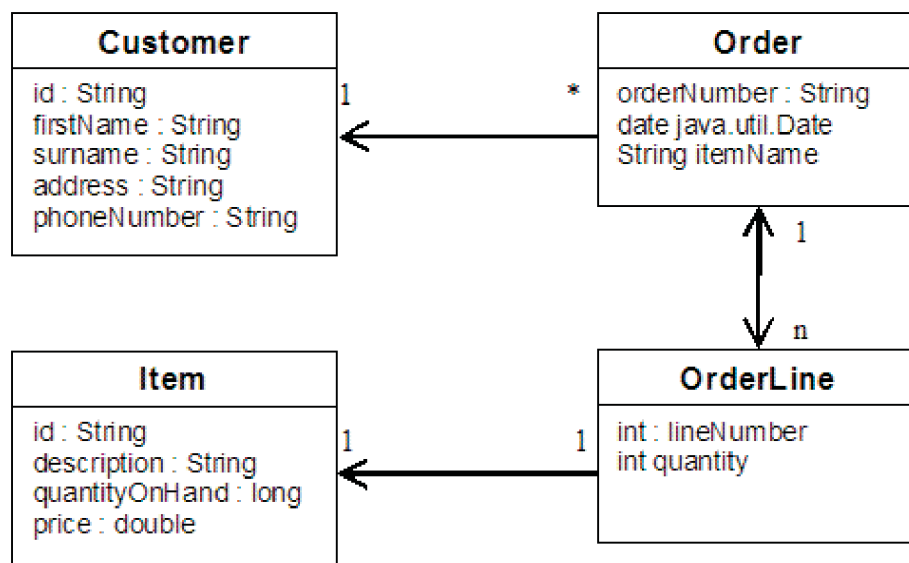 Customer
id : String
firstName : String
surname : String
address : String
phoneNumber : String
1
*
Order
orderNumber : String
date java.util.Date
String itemName
1
n
Item
id : String
description : String
quantityOnHand : long
price : double
1
1
OrderLine
int : lineNumber
int quantity